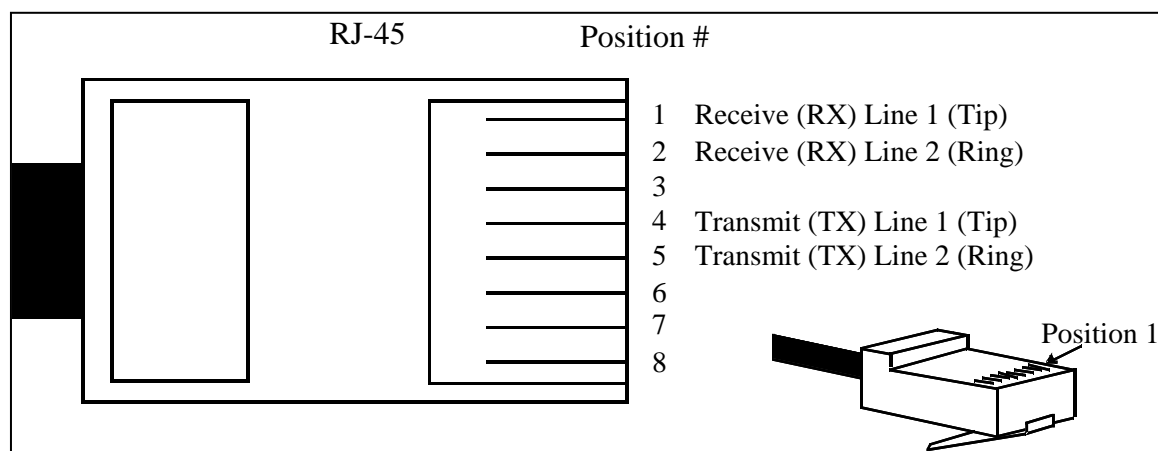 RJ-45 Position #
1 Receive (RX) Line 1 (Tip)
2 Receive (RX) Line 2 (Ring)
3
4 Transmit (TX) Line 1 (Tip)
5 Transmit (TX) Line 2 (Ring)
6
7
8
Position 1